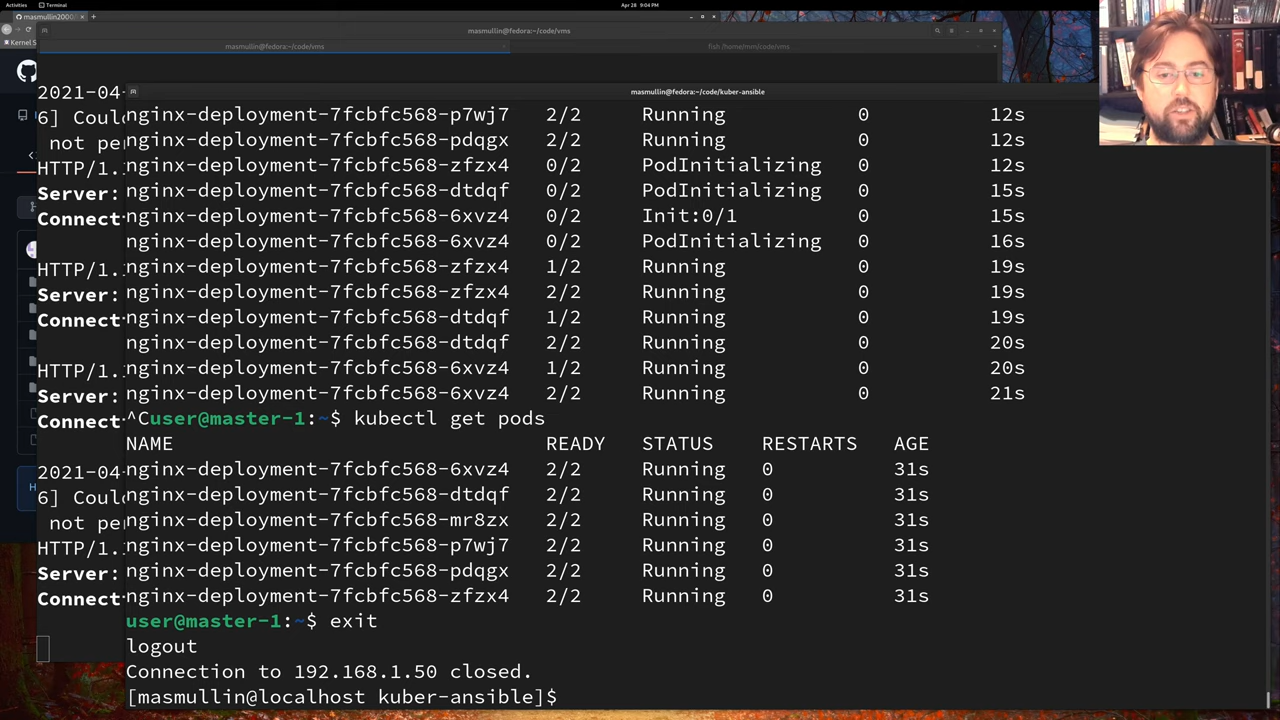 Activities Terminal Apr 28 9:04 PM
masmullin2000
masmullin@fedora:~/code/vms
Kernel S
masmullin@fedora:~/code/vms fish /home/mm/code/vms
masmullin@fedora:~/code/kuber-ansible
2021-04-
6] Coul
not pe
HTTP/1.
Server:
Connect
HTTP/1.
Server:
Connect
HTTP/1.
Server:
Connect
2021-04
6] Coul
not pe
HTTP/1.
Server:
Connect
nginx-deployment-7fcbfc568-p7wj7 2/2 Running 0 12s
nginx-deployment-7fcbfc568-pdqgx 2/2 Running 0 12s
nginx-deployment-7fcbfc568-zfzx4 0/2 PodInitializing 0 12s
nginx-deployment-7fcbfc568-dtdqf 0/2 PodInitializing 0 15s
nginx-deployment-7fcbfc568-6xvz4 0/2 Init:0/1 0 15s
nginx-deployment-7fcbfc568-6xvz4 0/2 PodInitializing 0 16s
nginx-deployment-7fcbfc568-zfzx4 1/2 Running 0 19s
nginx-deployment-7fcbfc568-zfzx4 2/2 Running 0 19s
nginx-deployment-7fcbfc568-dtdqf 1/2 Running 0 19s
nginx-deployment-7fcbfc568-dtdqf 2/2 Running 0 20s
nginx-deployment-7fcbfc568-6xvz4 1/2 Running 0 20s
nginx-deployment-7fcbfc568-6xvz4 2/2 Running 0 21s
^Cuser@master-1:~$ kubectl get pods
NAME READY STATUS RESTARTS AGE
nginx-deployment-7fcbfc568-6xvz4 2/2 Running 0 31s
nginx-deployment-7fcbfc568-dtdqf 2/2 Running 0 31s
nginx-deployment-7fcbfc568-mr8zx 2/2 Running 0 31s
nginx-deployment-7fcbfc568-p7wj7 2/2 Running 0 31s
nginx-deployment-7fcbfc568-pdqgx 2/2 Running 0 31s
nginx-deployment-7fcbfc568-zfzx4 2/2 Running 0 31s
user@master-1:~$ exit
logout
Connection to 192.168.1.50 closed.
[masmullin@localhost kuber-ansible]$